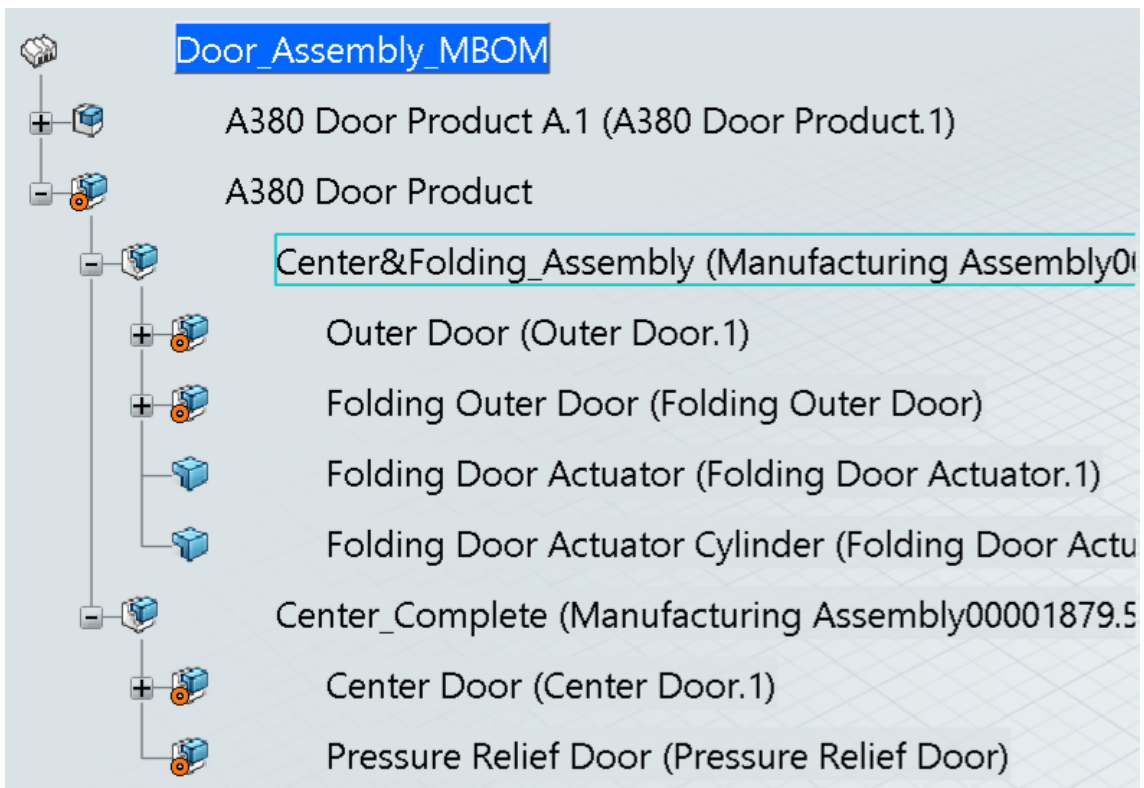 Door_Assembly_MBOM
A380 Door Product A.1 (A380 Door Product.1)
A380 Door Product
Center&Folding_Assembly (Manufacturing Assembly0
Outer Door (Outer Door.1)
Folding Outer Door (Folding Outer Door)
Folding Door Actuator (Folding Door Actuator.1)
Folding Door Actuator Cylinder (Folding Door Actu
Center_Complete (Manufacturing Assembly00001879.5
Center Door (Center Door.1)
Pressure Relief Door (Pressure Relief Door)